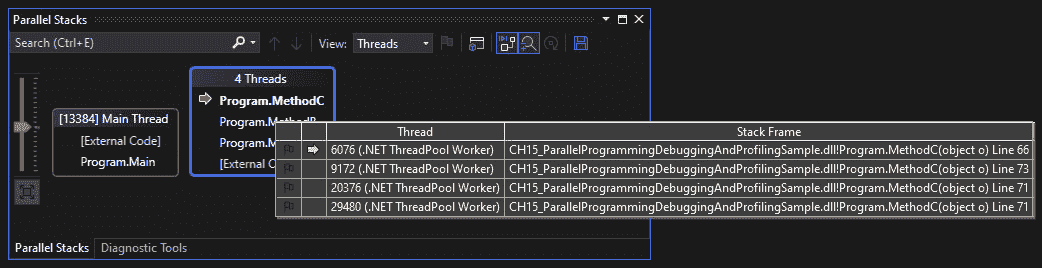 Parallel Stacks
Search (Ctrl+E)
View:
Threads
4 Threads
Program.MethodC
[13384] Main Thread
[External Code]
Program.Main
Program.
Program.M
[External C
Thread
Stack Frame
6076 (.NET ThreadPool Worker)
CH15_ParallelProgrammingDebuggingAndProfilingSample.dll!Program.MethodC(object o) Line 66
9172 (.NET ThreadPool Worker)
CH15_ParallelProgrammingDebuggingAndProfilingSample.dll!Program.MethodC(object o) Line 73
20376 (.NET ThreadPool Worker)
CH15_ParallelProgrammingDebuggingAndProfilingSample.dll!Program.MethodC(object o) Line 71
29480 (.NET ThreadPool Worker)
CH15_ParallelProgrammingDebuggingAndProfilingSample.dll!Program.MethodC(object o) Line 71
Parallel Stacks
Diagnostic Tools